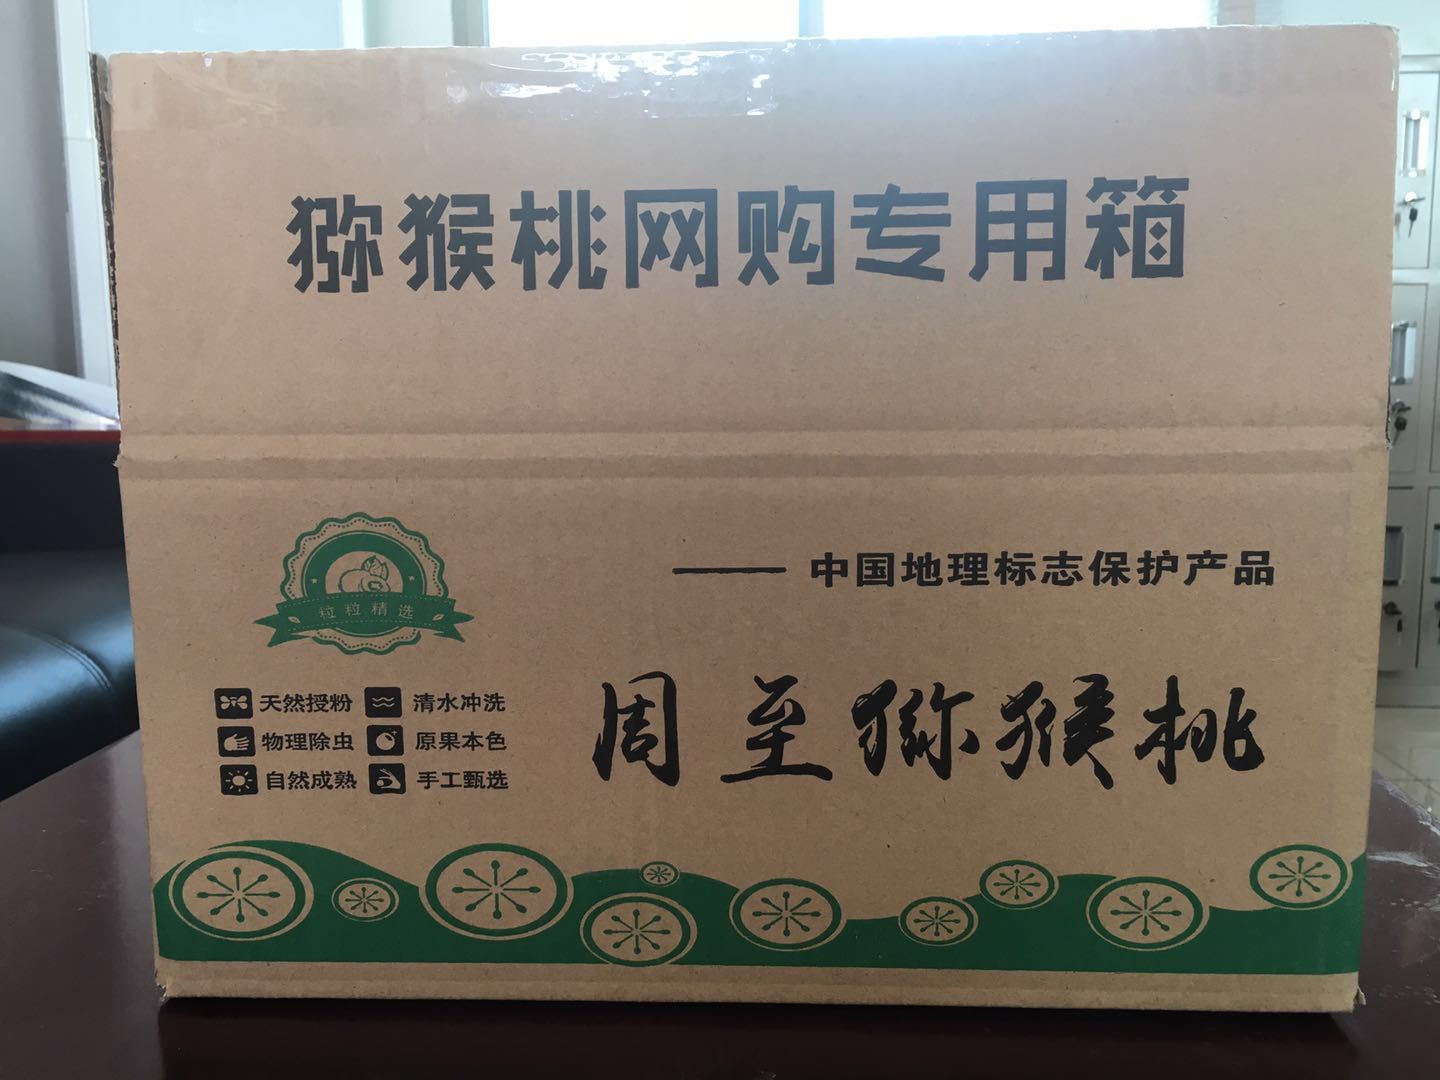 猕猴桃网购专用箱
粒粒精选
—— 中国地理标志保护产品
周至猕猴桃
天然授粉 清水冲洗
物理除虫 原果本色
自然成熟 手工甄选